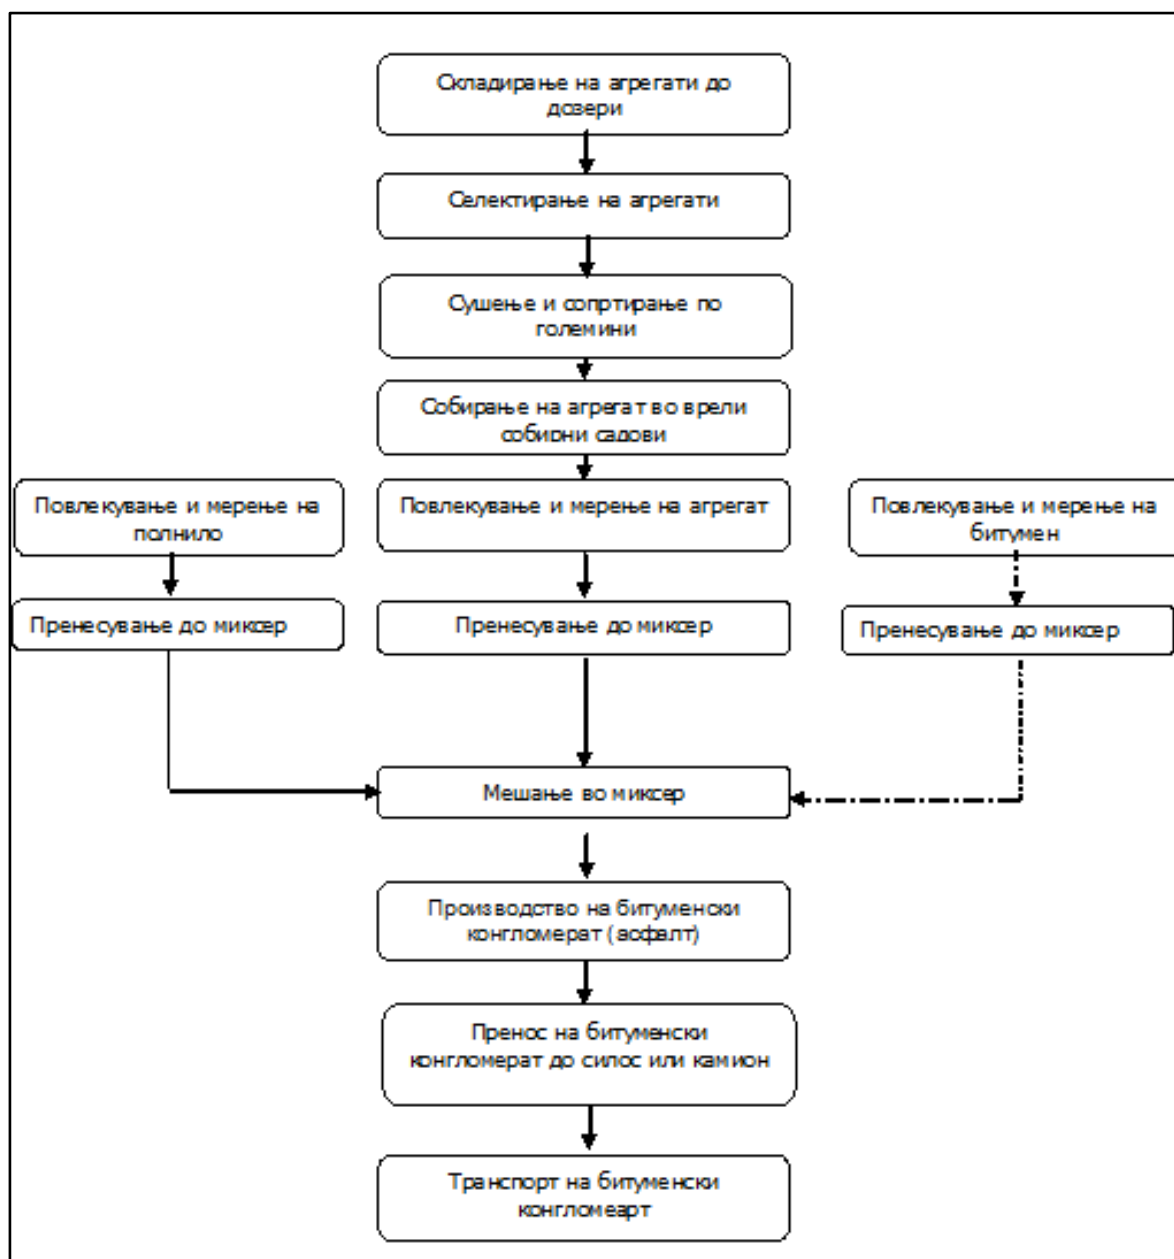 Складирање на агрегати до
дозери
Селектирање на агрегати
Сушење и сопртирање по
големини
Собирање на агрегат во врели
собирни садови
Повлекување и мерење на
полнило
Повлекување и мерење на агрегат
Повлекување и мерење на
битумен
Пренесување до миксер
Пренесување до миксер
Пренесување до миксер
Мешање во миксер
Производство на битуменски
конгломерат (асфалт)
Пренос на битуменски
конгломерат до силос или камион
Транспорт на битуменски
конгломеарт